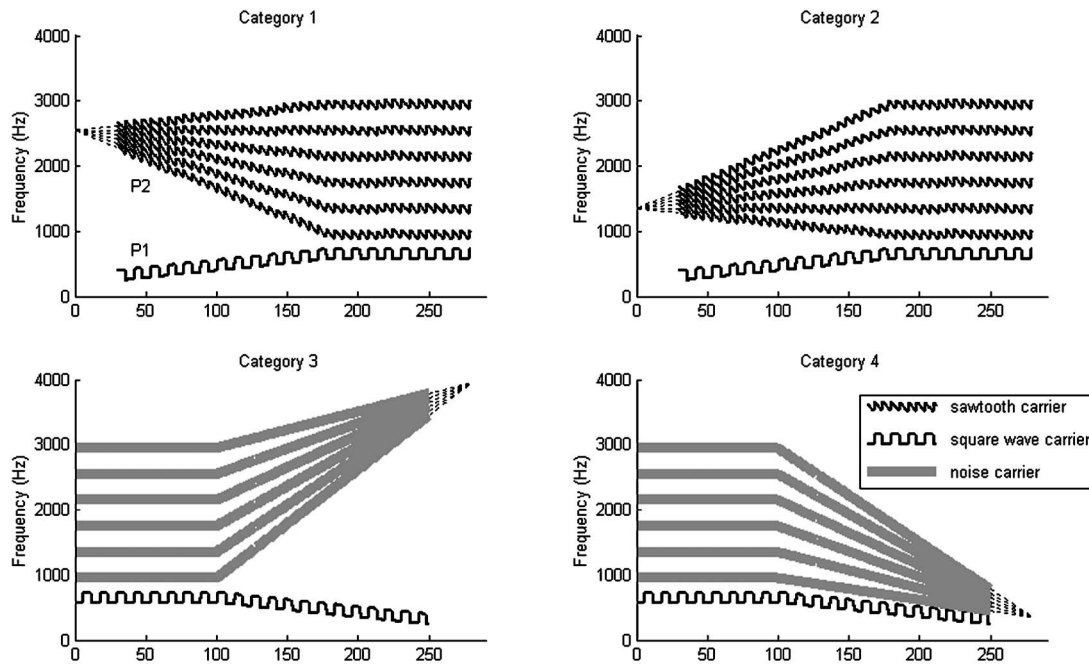 Category 1
4000
3000
2000
1000
0
Frequency (Hz)
P2
P1
0 50 100 150 200 250
Category 2
4000
3000
2000
1000
0
Frequency (Hz)
0 50 100 150 200 250
Category 3
4000
3000
2000
1000
0
Frequency (Hz)
0 50 100 150 200 250
Category 4
4000
3000
2000
1000
0
Frequency (Hz)
sawtooth carrier
square wave carrier
noise carrier
0 50 100 150 200 250